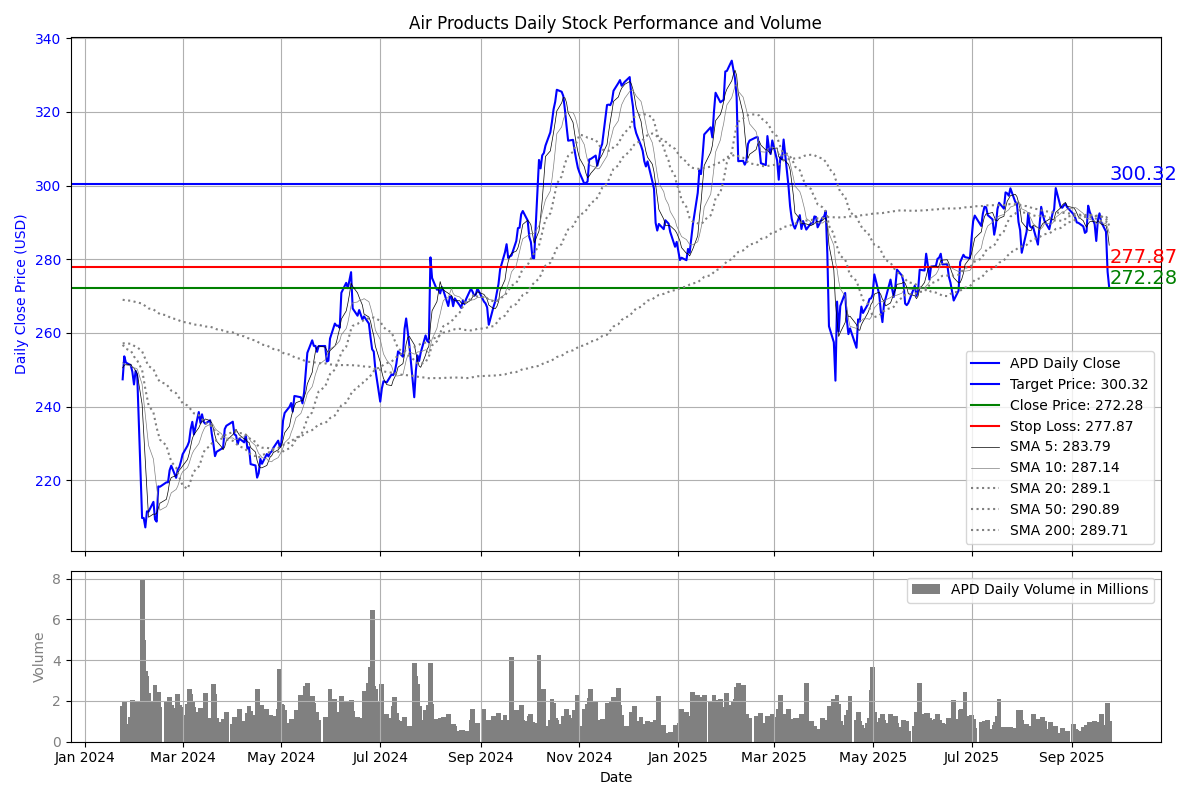 Air Products Daily Stock Performance and Volume
Daily Close Price (USD)
340
320
300
280
260
240
220
300.32
277.87
272.28
APD Daily Close
Target Price: 300.32
Close Price: 272.28
Stop Loss: 277.87
SMA 5: 283.79
SMA 10: 287.14
SMA 20: 289.1
SMA 50: 290.89
SMA 200: 289.71
Volume
8
6
4
2
0
APD Daily Volume in Millions
Jan 2024 Mar 2024 May 2024 Jul 2024 Sep 2024 Nov 2024 Jan 2025 Mar 2025 May 2025 Jul 2025 Sep 2025
Date